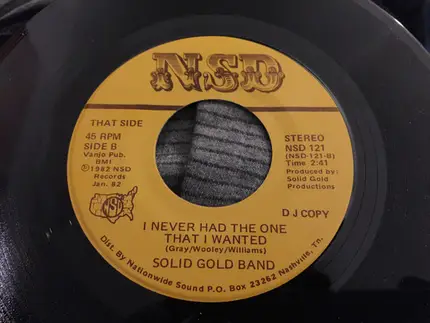 NSD
THAT SIDE
45 RPM
SIDE B
Vanjo Pub.
BMI
Ⓟ1982 NSD
Records
Jan. 82
STEREO
NSD 121
(NSD-121-B)
Time 2:41
Produced by:
Solid Gold
Productions
NSD
D J COPY
I NEVER HAD THE ONE
THAT I WANTED
(Gray/Wooley/Williams)
SOLID GOLD BAND
Dist. By Nationwide Sound P.O. Box 23262 Nashville, Tn.